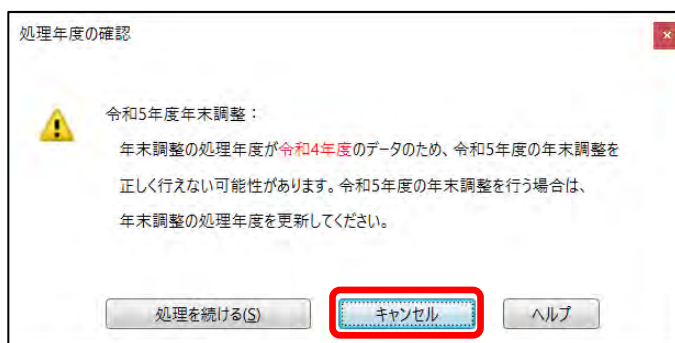 処理年度の確認
令和5年度年末調整：
年末調整の処理年度が令和4年度のデータのため、令和5年度の年末調整を
正しく行えない可能性があります。令和5年度の年末調整を行う場合は、
年末調整の処理年度を更新してください。
処理を続ける(S) キャンセル ヘルプ